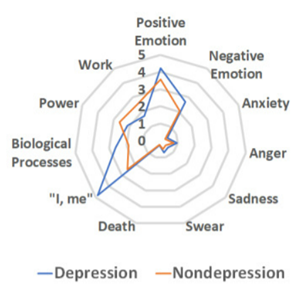 Positive
Emotion
Negative
Emotion
Anxiety
Anger
Sadness
Swear
Death
"I, me"
Biological
Processes
Power
Work
5
4
3
2
1
0
Depression
Nondepression